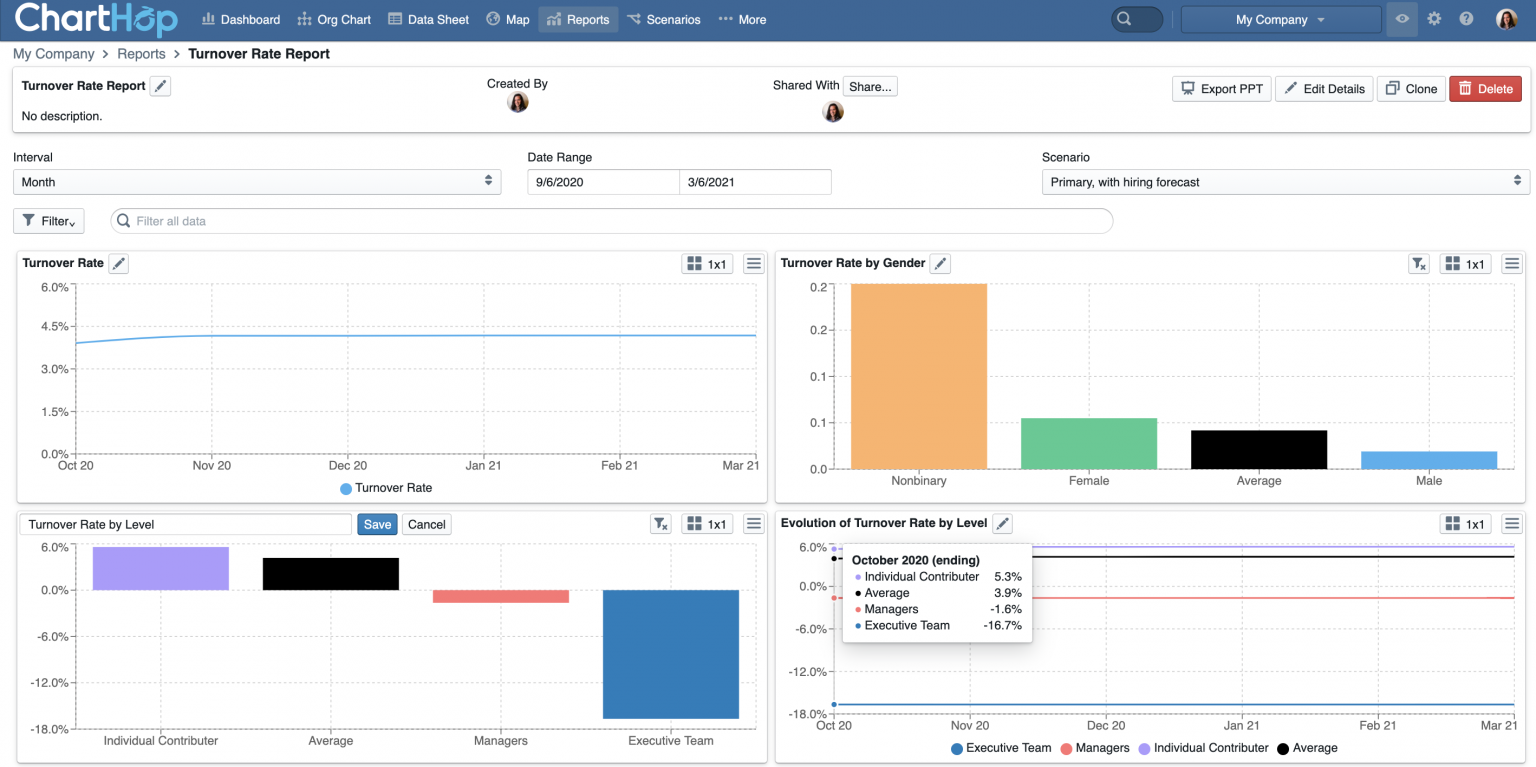 ChartHop
Dashboard
Org Chart
Data Sheet
Map
Reports
Scenarios
More
My Company
My Company > Reports > Turnover Rate Report
Turnover Rate Report
Created By
Shared With
Share...
Export PPT
Edit Details
Clone
Delete
No description.
Interval
Date Range
Scenario
Month
9/6/2020
3/6/2021
Primary, with hiring forecast
Filter
Filter all data
Turnover Rate
1x1
6.0%
4.5%
3.0%
1.5%
0.0%
Oct 20
Nov 20
Dec 20
Jan 21
Feb 21
Mar 21
Turnover Rate
Turnover Rate by Gender
1x1
0.2
0.2
0.1
0.1
0.0
Nonbinary
Female
Average
Male
Turnover Rate by Level
Save
Cancel
1x1
6.0%
0.0%
-6.0%
-12.0%
-18.0%
Individual Contributer
Average
Managers
Executive Team
Evolution of Turnover Rate by Level
1x1
6.0%
0.0%
-6.0%
-12.0%
-18.0%
October 2020 (ending)
Individual Contributer 5.3%
Average 3.9%
Managers -1.6%
Executive Team -16.7%
Oct 20
Nov 20
Dec 20
Jan 21
Feb 21
Mar 21
Executive Team
Managers
Individual Contributer
Average